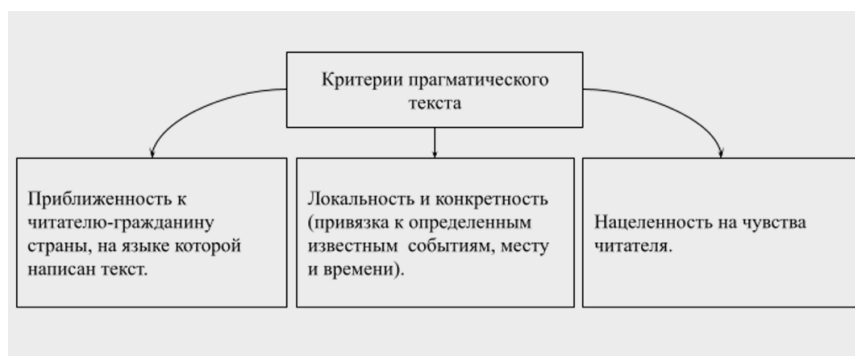 Критерии прагматического
текста
Приближенность к
читателю-гражданину
страны, на языке которой
написан текст.
Локальность и конкретность
(привязка к определенным
известным событиям, месту
и времени).
Нацеленность на чувства
читателя.